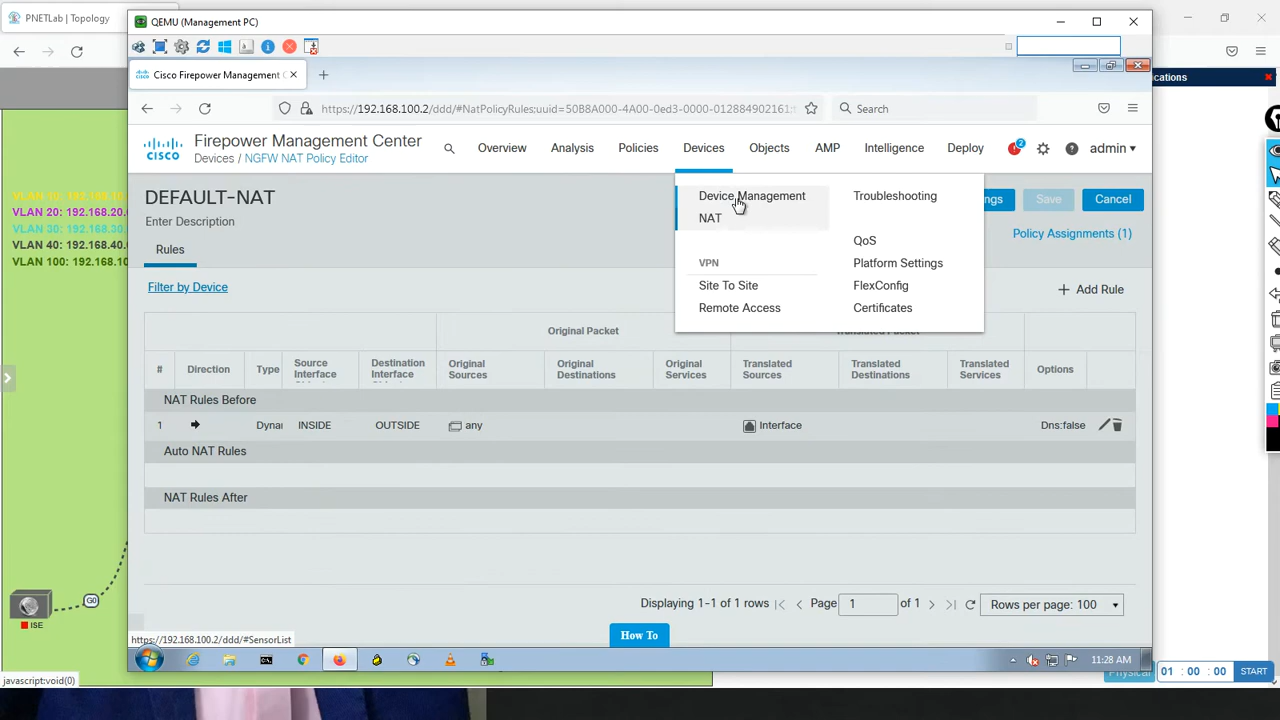 PNETLab | Topology
QEMU (Management PC)
Cisco Firepower Management C
https://192.168.100.2/ddd/#NatPolicyRules:uuid=50B8A000-4A00-0ed3-0000-012884902161:
Search
ications
CISCO
Firepower Management Center
Devices / NGFW NAT Policy Editor
Overview
Analysis
Policies
Devices
Objects
AMP
Intelligence
Deploy
2
admin
DEFAULT-NAT
Enter Description
Device Management
Troubleshooting
NAT
QoS
VPN
Platform Settings
Site To Site
FlexConfig
Remote Access
Certificates
ngs
Save
Cancel
Policy Assignments (1)
Rules
Filter by Device
Add Rule
Original Packet
Translated Packet
#
Direction
Type
Source Interface
Destination Interface
Original Sources
Original Destinations
Original Services
Translated Sources
Translated Destinations
Translated Services
Options
NAT Rules Before
1
Dynar
INSIDE
OUTSIDE
any
Interface
Dns:false
Auto NAT Rules
NAT Rules After
Displaying 1-1 of 1 rows
Page
1
of 1
Rows per page: 100
How To
https://192.168.100.2/ddd/#SensorList
11:28 AM
VLAN 20: 192.168.20.
VLAN 30: 192.168.30.
VLAN 40: 192.168.40.
VLAN 100: 192.168.10
G0
ISE
javascript:void(0)
Physical
01 : 00 : 00
START